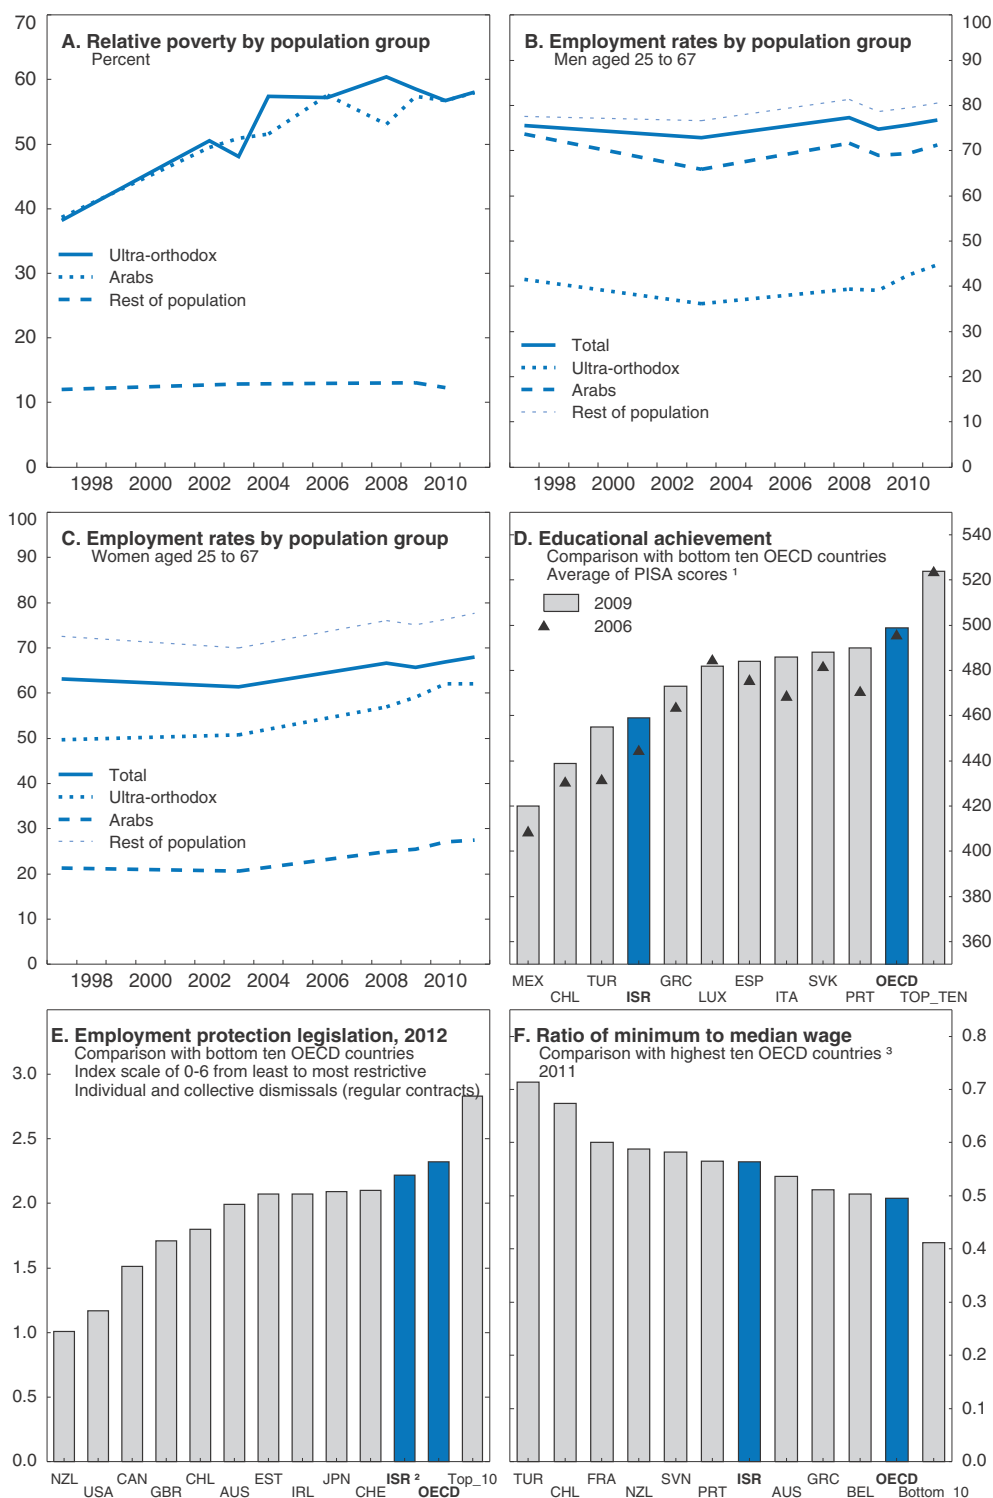 A. Relative poverty by population group
Percent
70
60
50
40
30
20
10
0
Ultra-orthodox
Arabs
Rest of population
1998 2000 2002 2004 2006 2008 2010
B. Employment rates by population group
Men aged 25 to 67
100
90
80
70
60
50
40
30
20
10
0
Total
Ultra-orthodox
Arabs
Rest of population
1998 2000 2002 2004 2006 2008 2010
C. Employment rates by population group
Women aged 25 to 67
100
90
80
70
60
50
40
30
20
10
0
Total
Ultra-orthodox
Arabs
Rest of population
1998 2000 2002 2004 2006 2008 2010
D. Educational achievement
Comparison with bottom ten OECD countries
Average of PISA scores ¹
2009
2006
540
520
500
480
460
440
420
400
380
360
MEX TUR GRC ESP SVK OECD
CHL ISR LUX ITA PRT TOP_TEN
E. Employment protection legislation, 2012
Comparison with bottom ten OECD countries
Index scale of 0-6 from least to most restrictive
Individual and collective dismissals (regular contracts)
3.0
2.5
2.0
1.5
1.0
0.5
0.0
NZL CAN CHL EST JPN ISR ² Top_10
USA GBR AUS IRL CHE OECD
F. Ratio of minimum to median wage
Comparison with highest ten OECD countries ³
2011
0.8
0.7
0.6
0.5
0.4
0.3
0.2
0.1
0.0
TUR FRA SVN ISR GRC OECD
CHL NZL PRT AUS BEL Bottom_10